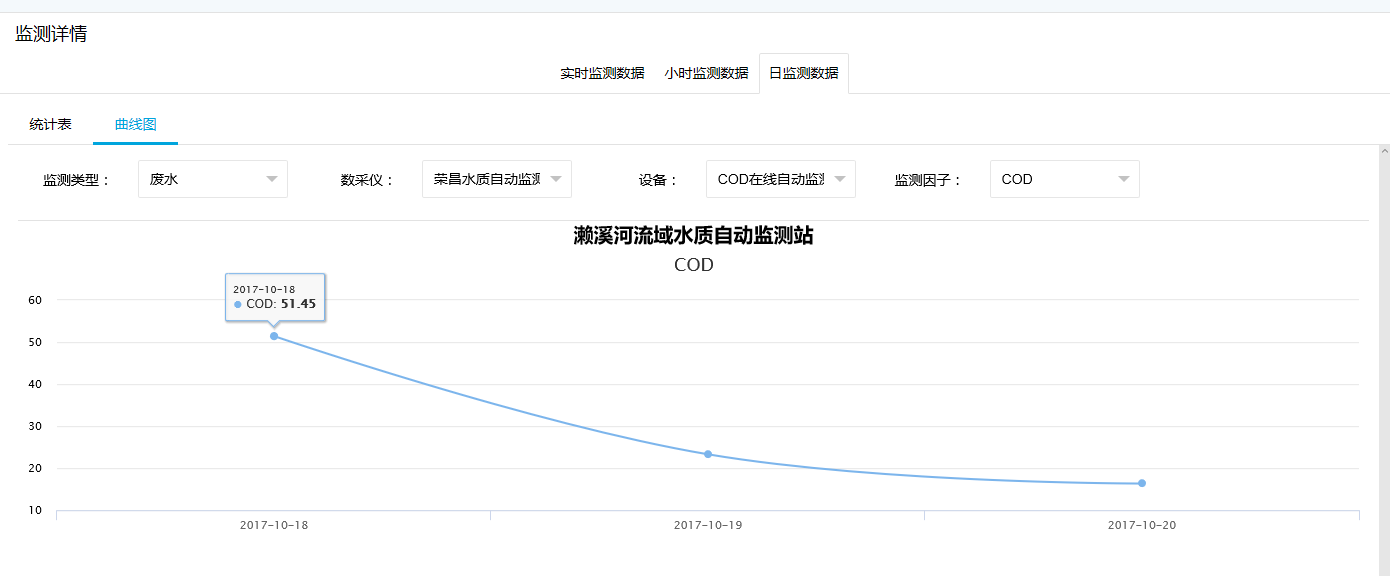 监测详情
实时监测数据 小时监测数据 日监测数据
统计表 曲线图
监测类型： 废水 数采仪： 荣昌水质自动监测 设备： COD在线自动监测 监测因子： COD
濑溪河流域水质自动监测站
COD
2017-10-18
COD: 51.45
60
50
40
30
20
10
2017-10-18 2017-10-19 2017-10-20